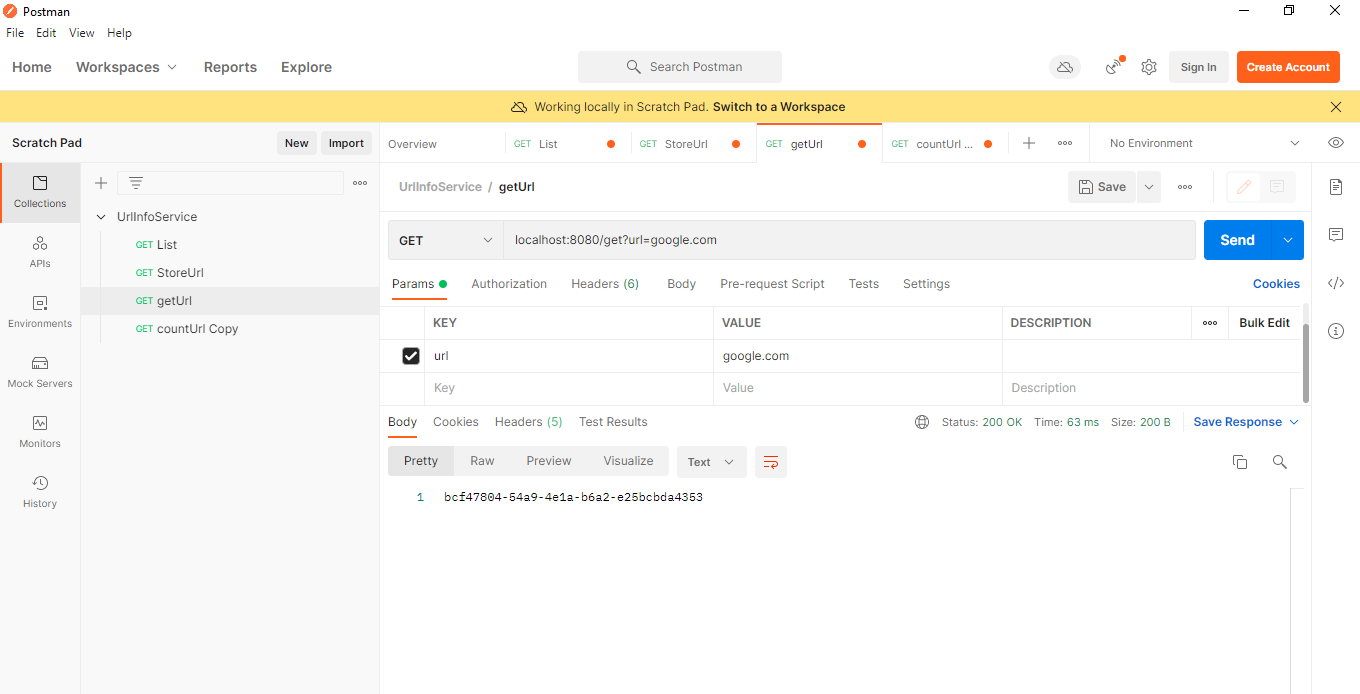 Postman
File Edit View Help
Home Workspaces Reports Explore Search Postman Sign In Create Account
Working locally in Scratch Pad. Switch to a Workspace
Scratch Pad New Import Overview GET List GET StoreUrl GET getUrl GET countUrl ... No Environment
Collections
APIs
Environments
Mock Servers
Monitors
History
UrlInfoService
GET List
GET StoreUrl
GET getUrl
GET countUrl Copy
UrlInfoService / getUrl Save
GET localhost:8080/get?url=google.com Send
Params Authorization Headers (6) Body Pre-request Script Tests Settings Cookies
KEY VALUE DESCRIPTION Bulk Edit
url google.com
Key Value Description
Body Cookies Headers (5) Test Results Status: 200 OK Time: 63 ms Size: 200 B Save Response
Pretty Raw Preview Visualize Text
1 bcf47804-54a9-4e1a-b6a2-e25bcbda4353